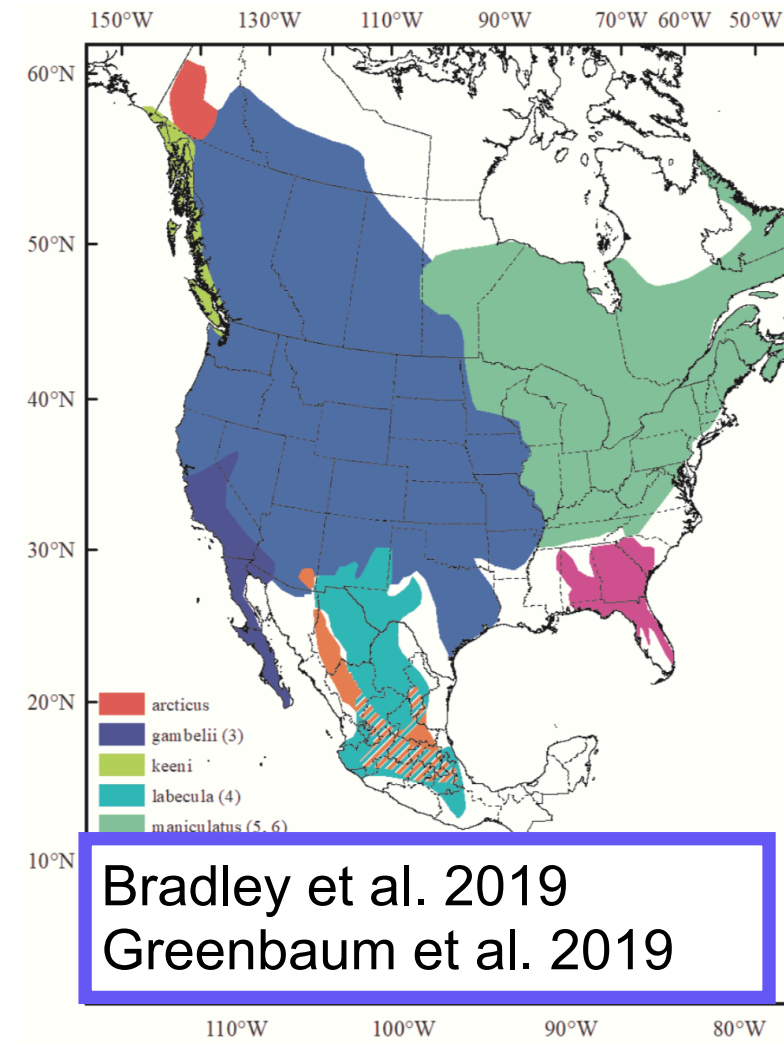 150°W 130°W 110°W 90°W 70°W 60°W 50°W
60°N
50°N
40°N
30°N
20°N
10°N
arcticus
gambelii (3)
keeni
labecula (4)
maniculatus (5, 6)
Bradley et al. 2019
Greenbaum et al. 2019
110°W 100°W 90°W 80°W